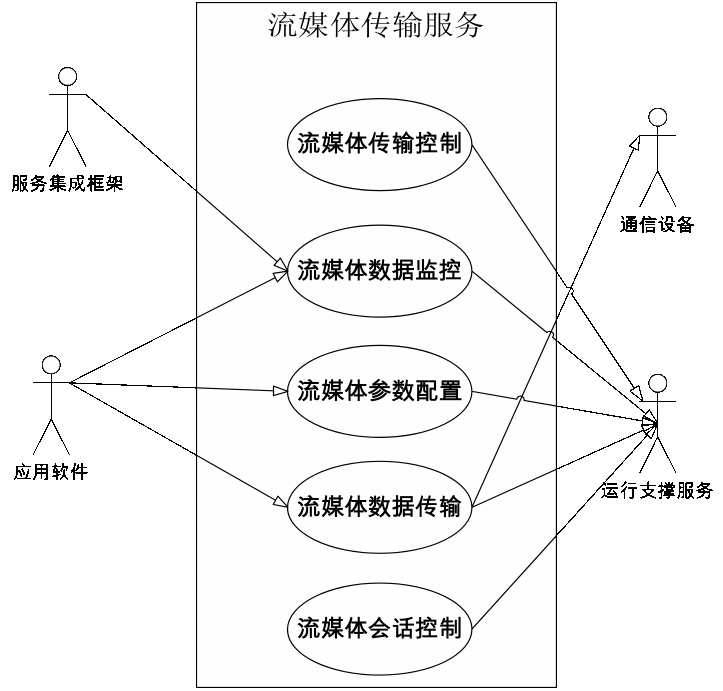 流媒体传输服务
流媒体传输控制
服务集成框架
通信设备
流媒体数据监控
流媒体参数配置
应用软件
运行支撑服务
流媒体数据传输
流媒体会话控制